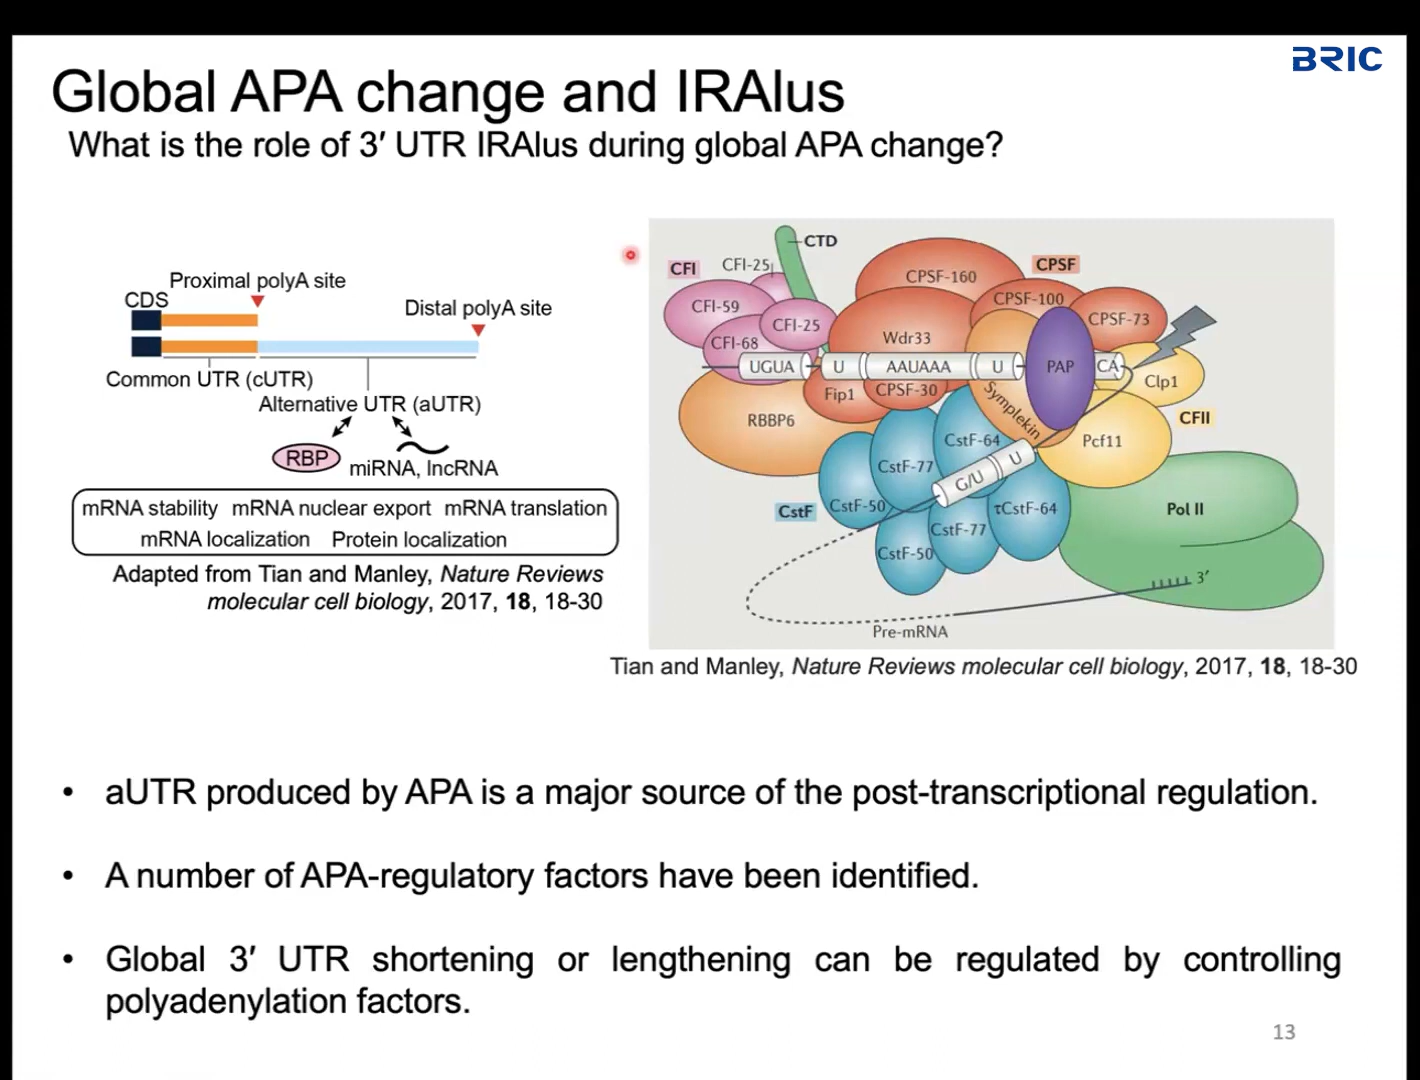 BRIC
Global APA change and IRAlus
What is the role of 3′ UTR IRAlus during global APA change?
Proximal polyA site
CDS
Distal polyA site
Common UTR (cUTR)
Alternative UTR (aUTR)
RBP
miRNA, lncRNA
mRNA stability mRNA nuclear export mRNA translation
mRNA localization Protein localization
Adapted from Tian and Manley, Nature Reviews
molecular cell biology, 2017, 18, 18-30
CTD
CFI
CFI-25
CPSF
CPSF-160
CFI-59
CPSF-100
CFI-25
CPSF-73
CFI-68
Wdr33
UGUA
U
AAUAAA
U
PAP
CA
Clp1
Fip1
CPSF-30
Symplekin
RBBP6
CFII
CstF-64
Pcf11
CstF-77
U
G/U
CstF
CstF-50
τCstF-64
Pol II
CstF-77
CstF-50
3′
Pre-mRNA
Tian and Manley, Nature Reviews molecular cell biology, 2017, 18, 18-30
• aUTR produced by APA is a major source of the post-transcriptional regulation.
• A number of APA-regulatory factors have been identified.
• Global 3′ UTR shortening or lengthening can be regulated by controlling
polyadenylation factors.
13